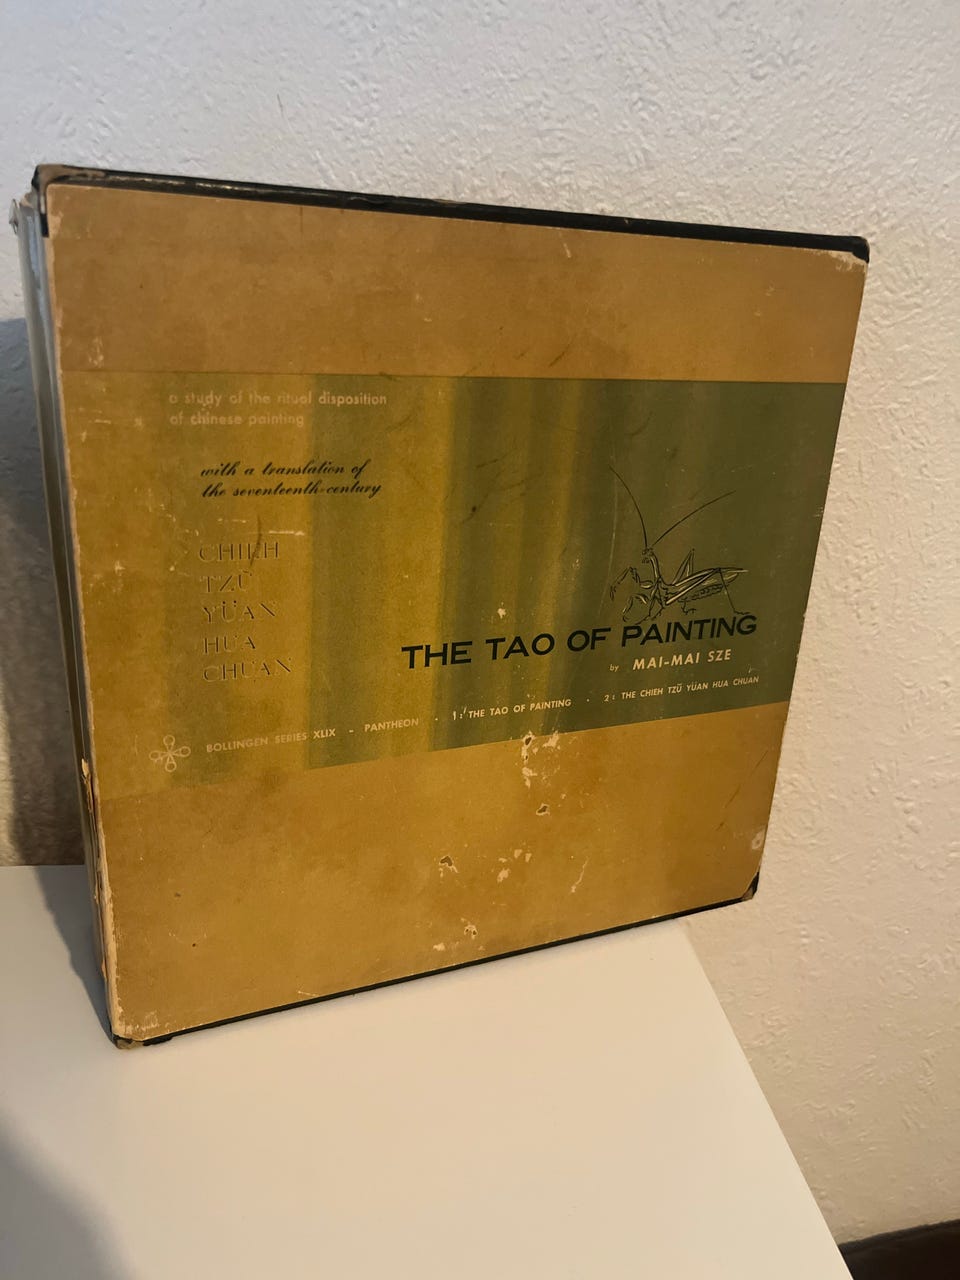 a study of the ritual disposition
of chinese painting
with a translation of
the seventeenth-century
CHIEH
TZŬ
YÜAN
HUA
CHUAN
THE TAO OF PAINTING
by MAI-MAI SZE
BOLLINGEN SERIES XLIX - PANTHEON · 1: THE TAO OF PAINTING · 2: THE CHIEH TZŬ YÜAN HUA CHUAN